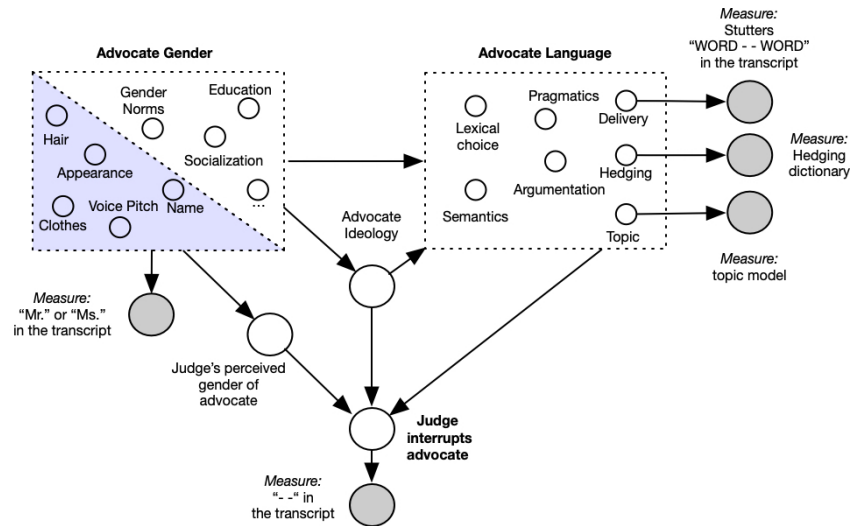 Advocate Gender
Hair
Gender
Norms
Education
Appearance
Socialization
Clothes
Voice Pitch
Name
...
Advocate Language
Lexical
choice
Pragmatics
Delivery
Hedging
Argumentation
Semantics
Topic
Measure:
Stutters
“WORD - - WORD”
in the transcript
Measure:
Hedging
dictionary
Measure:
topic model
Advocate
Ideology
Measure:
“Mr.” or “Ms.”
in the transcript
Judge’s perceived
gender of
advocate
Judge
interrupts
advocate
Measure:
“- -“ in
the transcript